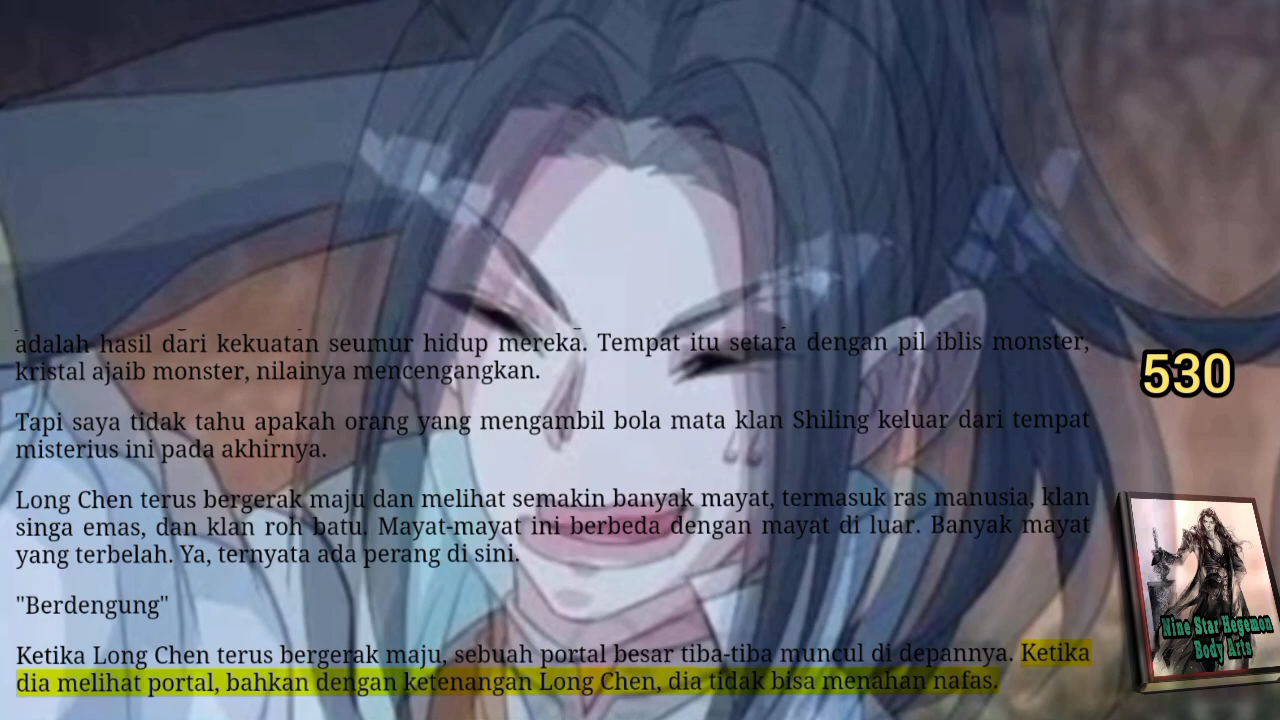 adalah hasil dari kekuatan seumur hidup mereka. Tempat itu setara dengan pil iblis monster,
kristal ajaib monster, nilainya mencengangkan.
Tapi saya tidak tahu apakah orang yang mengambil bola mata klan Shiling keluar dari tempat
misterius ini pada akhirnya.
Long Chen terus bergerak maju dan melihat semakin banyak mayat, termasuk ras manusia, klan
singa emas, dan klan roh batu. Mayat-mayat ini berbeda dengan mayat di luar. Banyak mayat
yang terbelah. Ya, ternyata ada perang di sini.
"Berdengung"
Ketika Long Chen terus bergerak maju, sebuah portal besar tiba-tiba muncul di depannya. Ketika
dia melihat portal, bahkan dengan ketenangan Long Chen, dia tidak bisa menahan nafas.
530
Nine Star Hegemon
Body Arts